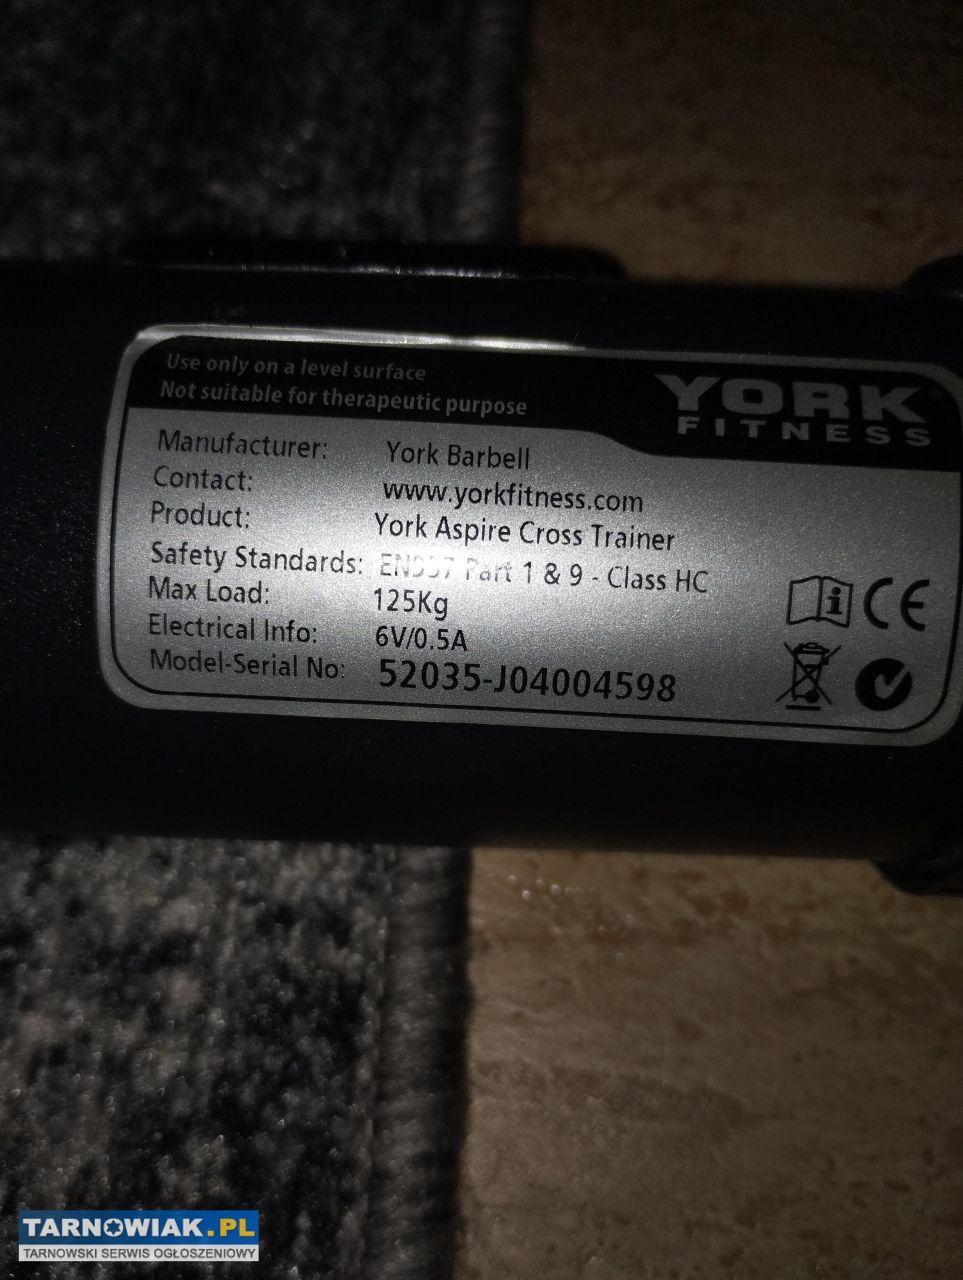 Use only on a level surface
Not suitable for therapeutic purpose
YORK
FITNESS
Manufacturer: York Barbell
Contact: www.yorkfitness.com
Product: York Aspire Cross Trainer
Safety Standards: EN957 Part 1 & 9 - Class HC
Max Load: 125Kg
Electrical Info: 6V/0.5A
Model-Serial No: 52035-J04004598
CE
TARNOWIAK.PL
TARNOWSKI SERWIS OGŁOSZENIOWY